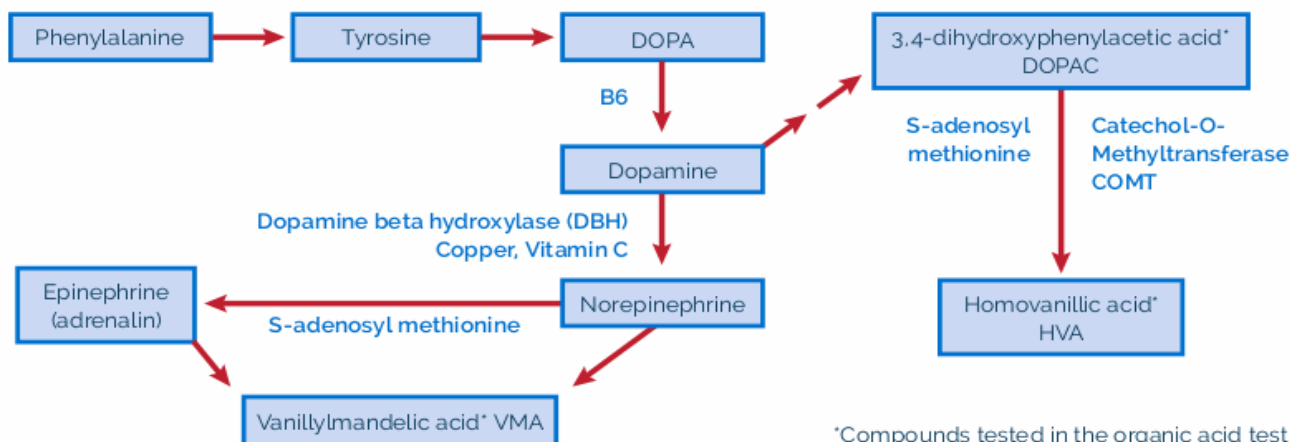 Phenylalanine
Tyrosine
DOPA
3,4-dihydroxyphenylacetic acid*
DOPAC
B6
S-adenosyl
methionine
Catechol-O-
Methyltransferase
COMT
Dopamine
Dopamine beta hydroxylase (DBH)
Copper, Vitamin C
Epinephrine
(adrenalin)
S-adenosyl methionine
Norepinephrine
Homovanillic acid*
HVA
Vanillylmandelic acid* VMA
*Compounds tested in the organic acid test